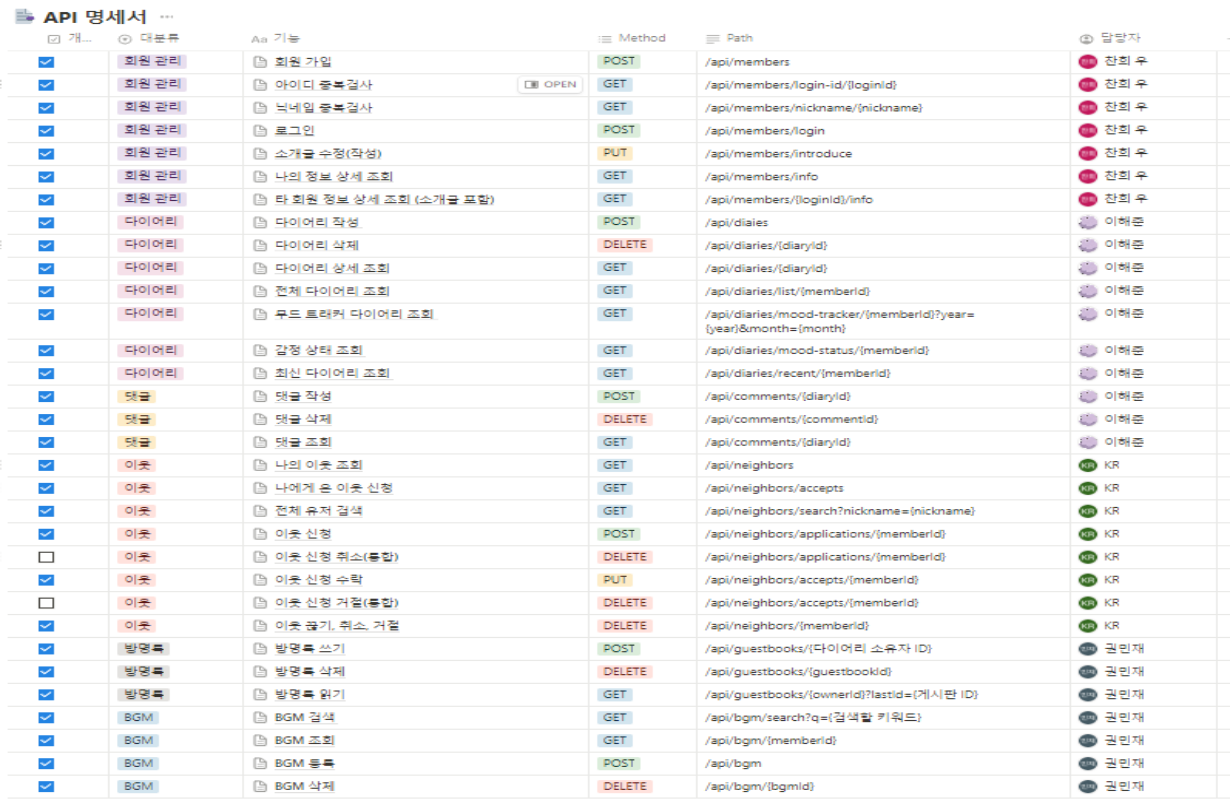 API 명세서 ...
개... 대분류 Aa 기능 Method Path 담당자
회원 관리 회원 가입 POST /api/members 찬희 우
회원 관리 아이디 중복검사 OPEN GET /api/members/login-id/{loginId} 찬희 우
회원 관리 닉네임 중복검사 GET /api/members/nickname/{nickname} 찬희 우
회원 관리 로그인 POST /api/members/login 찬희 우
회원 관리 소개글 수정(작성) PUT /api/members/introduce 찬희 우
회원 관리 나의 정보 상세 조회 GET /api/members/info 찬희 우
회원 관리 타 회원 정보 상세 조회 (소개글 포함) GET /api/members/{loginId}/info 찬희 우
다이어리 다이어리 작성 POST /api/diaies 이해준
다이어리 다이어리 삭제 DELETE /api/diaries/{diaryId} 이해준
다이어리 다이어리 상세 조회 GET /api/diaries/{diaryId} 이해준
다이어리 전체 다이어리 조회 GET /api/diaries/list/{memberId} 이해준
다이어리 무드 트래커 다이어리 조회 GET /api/diaries/mood-tracker/{memberId}?year= 이해준
{year}&month={month}
다이어리 감정 상태 조회 GET /api/diaries/mood-status/{memberId} 이해준
다이어리 최신 다이어리 조회 GET /api/diaries/recent/{memberId} 이해준
댓글 댓글 작성 POST /api/comments/{diaryId} 이해준
댓글 댓글 삭제 DELETE /api/comments/{commentId} 이해준
댓글 댓글 조회 GET /api/comments/{diaryId} 이해준
이웃 나의 이웃 조회 GET /api/neighbors KR KR
이웃 나에게 온 이웃 신청 GET /api/neighbors/accepts KR KR
이웃 전체 유저 검색 GET /api/neighbors/search?nickname={nickname} KR KR
이웃 이웃 신청 POST /api/neighbors/applications/{memberId} KR KR
이웃 이웃 신청 취소(통합) DELETE /api/neighbors/applications/{memberId} KR KR
이웃 이웃 신청 수락 PUT /api/neighbors/accepts/{memberId} KR KR
이웃 이웃 신청 거절(통합) DELETE /api/neighbors/accepts/{memberId} KR KR
이웃 이웃 끊기, 취소, 거절 DELETE /api/neighbors/{memberId} KR KR
방명록 방명록 쓰기 POST /api/guestbooks/{다이어리 소유자 ID} 권민재
방명록 방명록 삭제 DELETE /api/guestbooks/{guestbookId} 권민재
방명록 방명록 읽기 GET /api/guestbooks/{ownerId}?lastId={게시판 ID} 권민재
BGM BGM 검색 GET /api/bgm/search?q={검색할 키워드} 권민재
BGM BGM 조회 GET /api/bgm/{memberId} 권민재
BGM BGM 등록 POST /api/bgm 권민재
BGM BGM 삭제 DELETE /api/bgm/{bgmId} 권민재